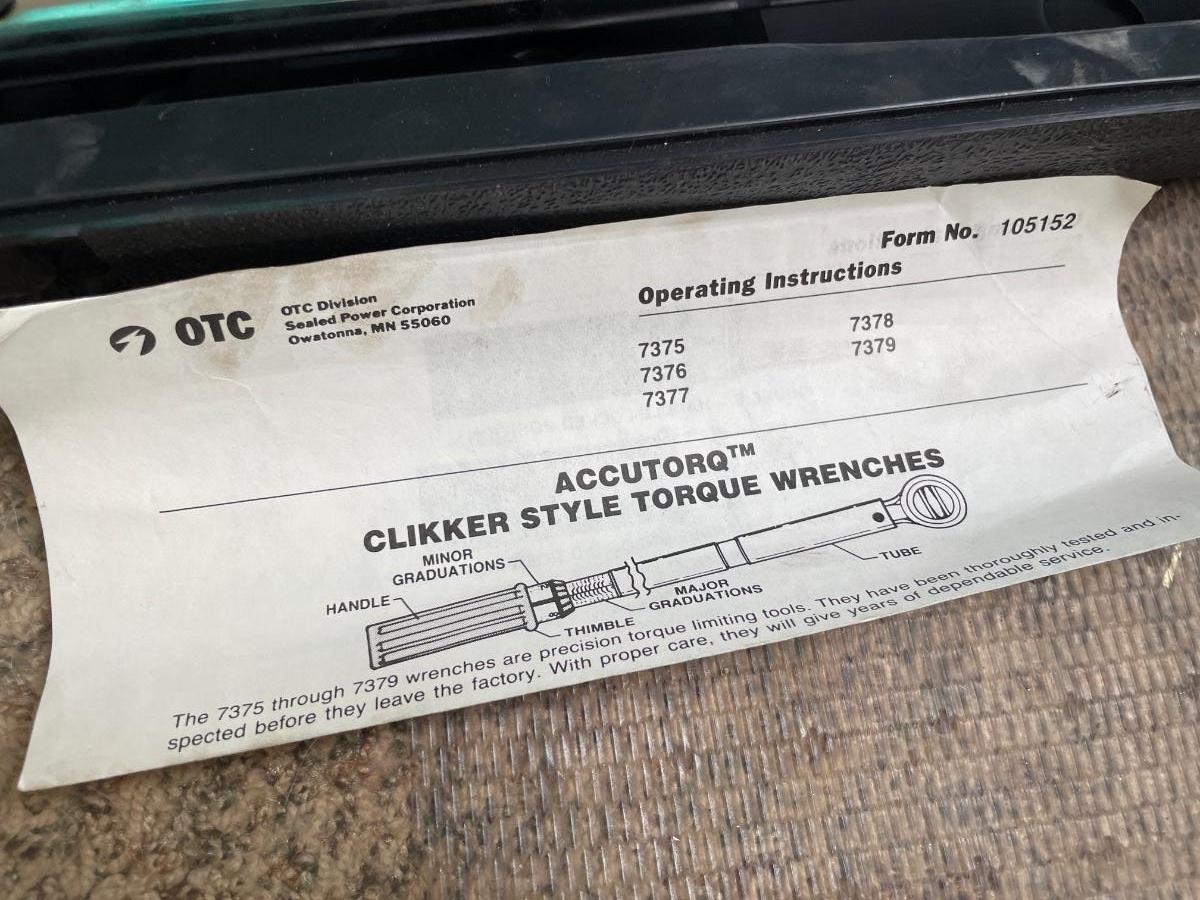 Form No. 105152
OTC
OTC Division
Sealed Power Corporation
Owatonna, MN 55060
Operating Instructions
7375
7376
7377
7378
7379
ACCUTORQ™
CLIKKER STYLE TORQUE WRENCHES
MINOR
GRADUATIONS
HANDLE
THIMBLE
MAJOR
GRADUATIONS
TUBE
The 7375 through 7379 wrenches are precision torque limiting tools. They have been thoroughly tested and in-
spected before they leave the factory. With proper care, they will give years of dependable service.